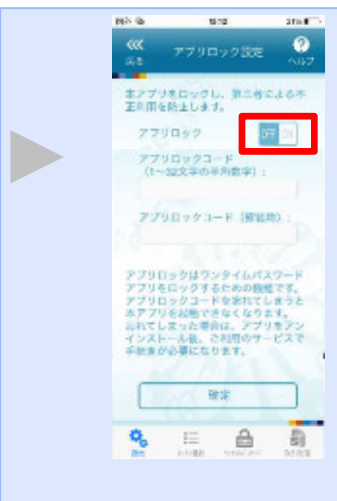 アプリロック設定
戻る
ヘルプ
本アプリをロックし、第三者による不
正利用を防止します。
アプリロック
OFF ON
アプリロックコード
(1~32文字の半角数字):
アプリロックコード (確認用):
アプリロックはワンタイムパスワード
アプリをロックするための機能です。
アプリロックコードを忘れてしまうと
本アプリを起動できなくなります。
忘れてしまった場合は、アプリをアン
インストール後、ご利用のサービスで
手続きが必要になります。
確定
設定